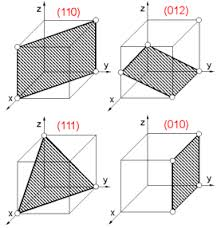 z (110)
y
x
z (012)
y
x
z
(111)
y
x
z (010)
y
x